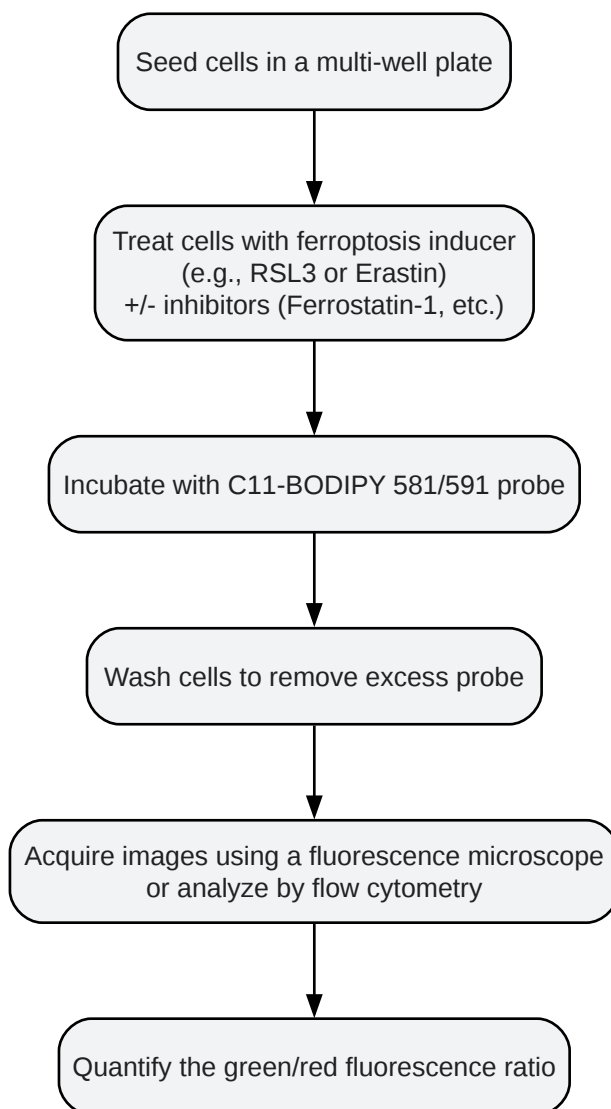 Seed cells in a multi-well plate
Treat cells with ferroptosis inducer
(e.g., RSL3 or Erastin)
+/- inhibitors (Ferrostatin-1, etc.)
Incubate with C11-BODIPY 581/591 probe
Wash cells to remove excess probe
Acquire images using a fluorescence microscope
or analyze by flow cytometry
Quantify the green/red fluorescence ratio